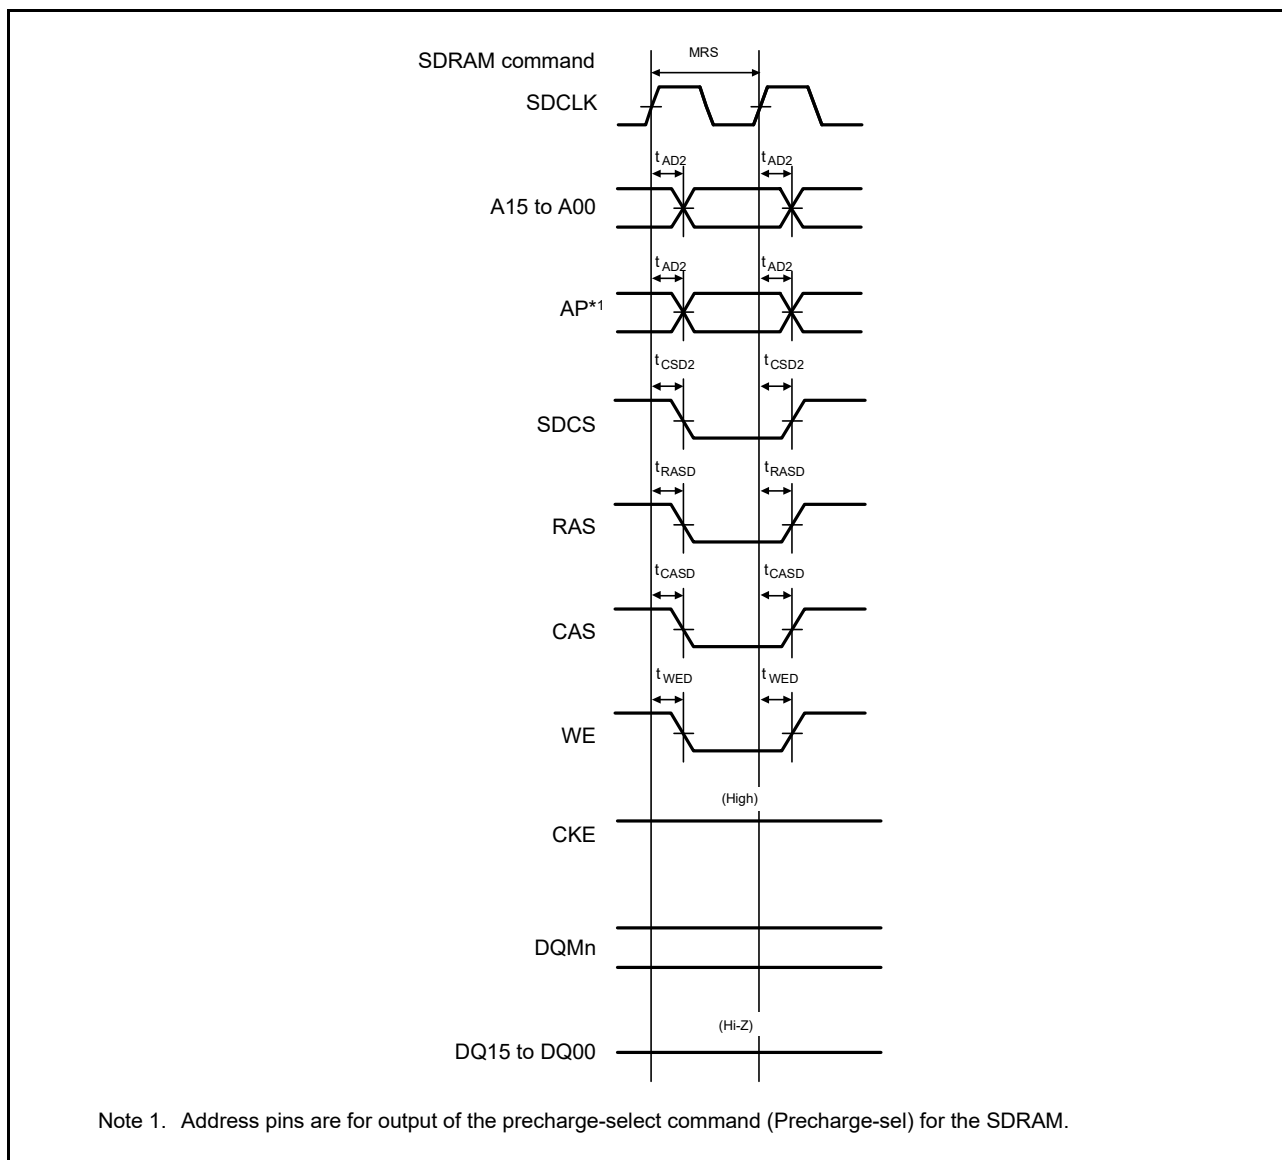 SDRAM command
MRS
SDCLK
tAD2 tAD2
A15 to A00
tAD2 tAD2
AP*1
tCSD2 tCSD2
SDCS
tRASD tRASD
RAS
tCASD tCASD
CAS
tWED tWED
WE
(High)
CKE
DQMn
(Hi-Z)
DQ15 to DQ00
Note 1. Address pins are for output of the precharge-select command (Precharge-sel) for the SDRAM.